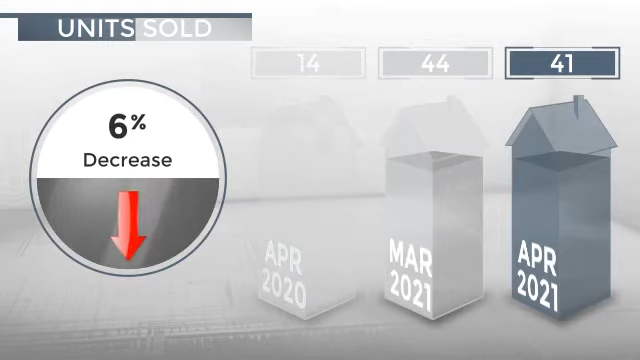 UNITS SOLD
14
44
41
6%
Decrease
APR
2020
MAR
2021
APR
2021